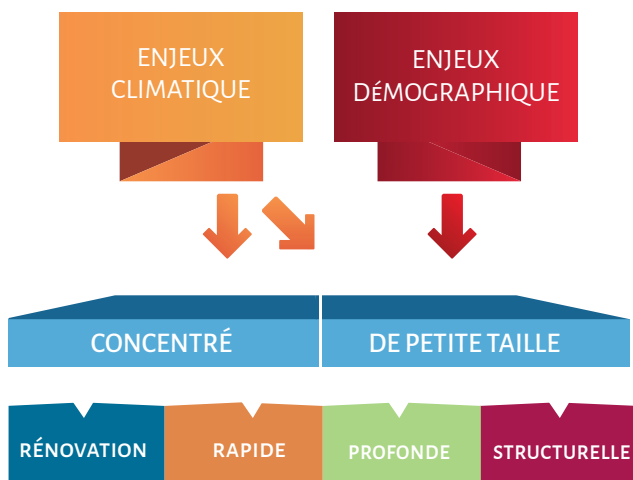 ENJEUX
CLIMATIQUE
ENJEUX
DéMOGRAPHIQUE
CONCENTRÉ
DE PETITE TAILLE
RÉNOVATION
RAPIDE
PROFONDE
STRUCTURELLE